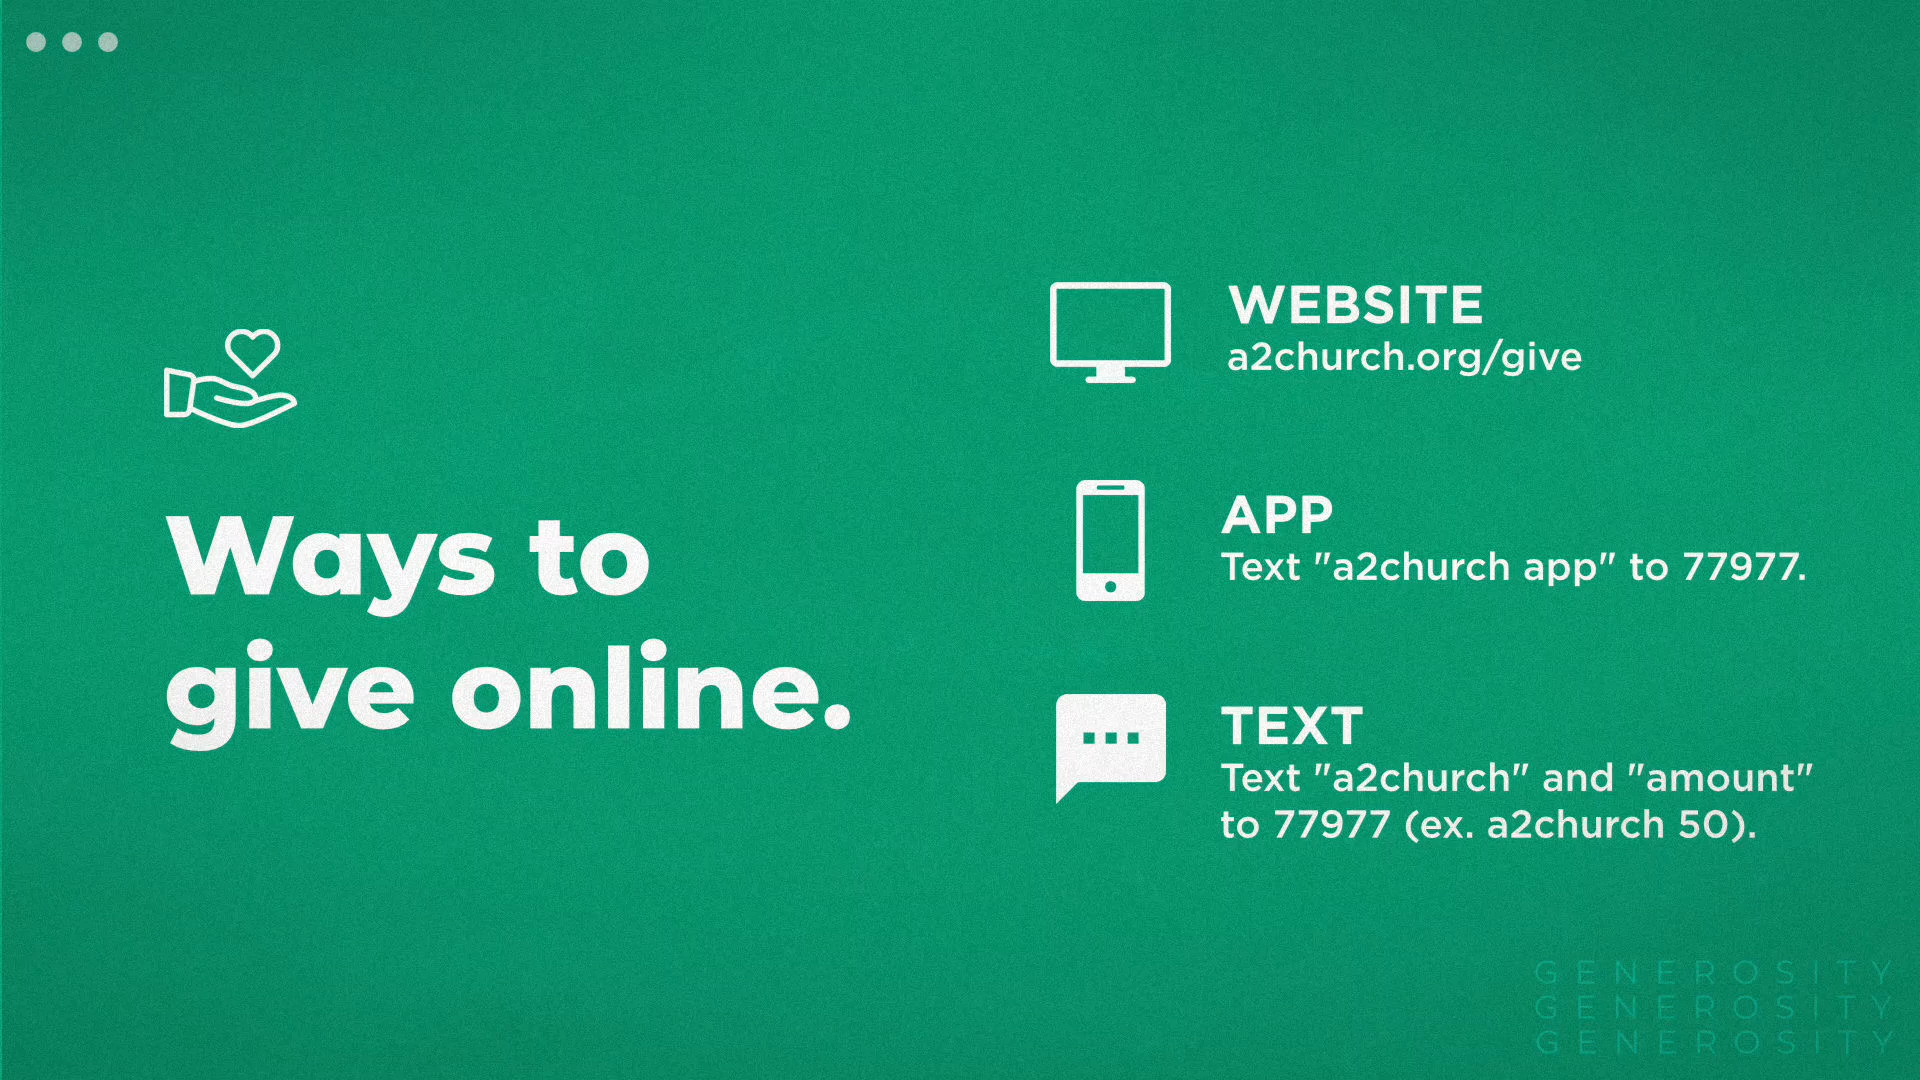 Ways to
give online.
WEBSITE
a2church.org/give
APP
Text "a2church app" to 77977.
TEXT
Text "a2church" and "amount"
to 77977 (ex. a2church 50).
GENEROSITY
GENEROSITY
GENEROSITY